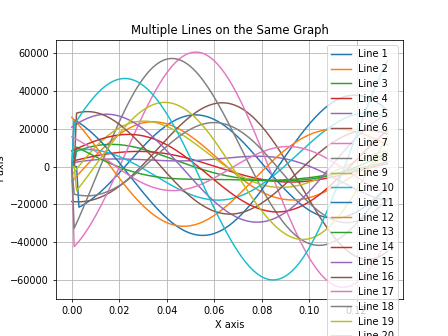 Multiple Lines on the Same Graph
60000
40000
20000
0
−20000
−40000
−60000
0.00
0.02
0.04
0.06
0.08
0.10
X axis
Line 1
Line 2
Line 3
Line 4
Line 5
Line 6
Line 7
Line 8
Line 9
Line 10
Line 11
Line 12
Line 13
Line 14
Line 15
Line 16
Line 17
Line 18
Line 19
Line 20